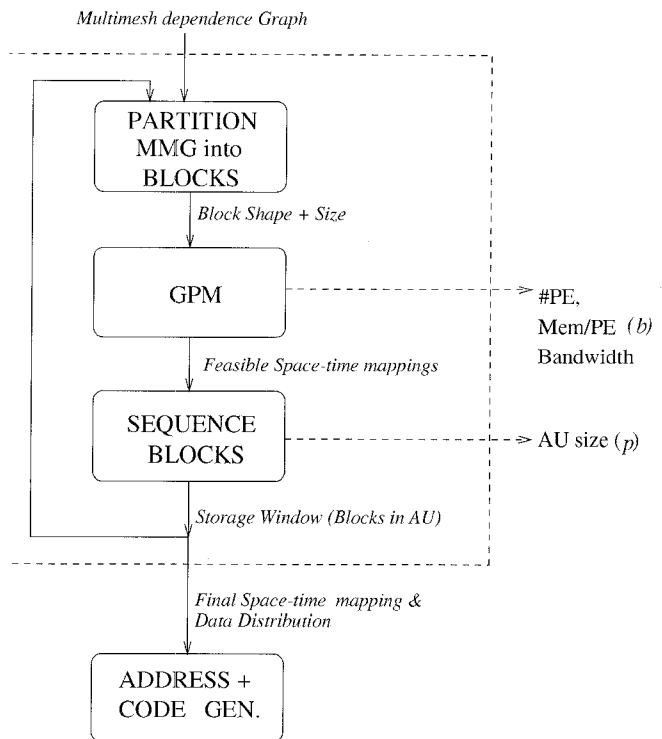 Multimesh dependence Graph
PARTITION
MMG into
BLOCKS
Block Shape + Size
GPM
#PE,
Mem/PE (b)
Bandwidth
Feasible Space-time mappings
SEQUENCE
BLOCKS
AU size (p)
Storage Window (Blocks in AU)
Final Space-time mapping &
Data Distribution
ADDRESS +
CODE GEN.